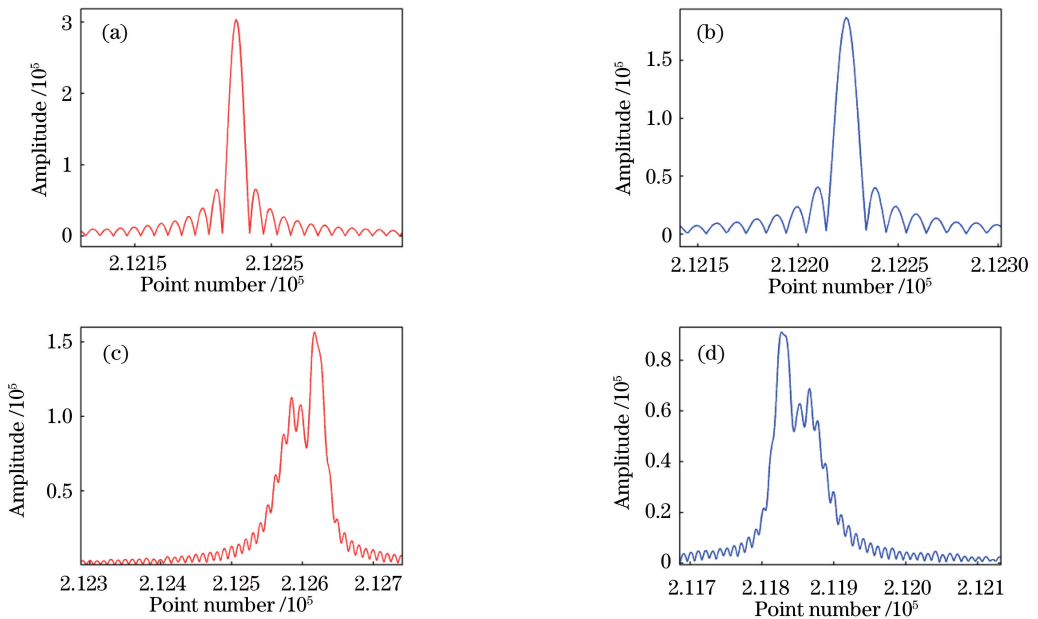 (a)
3
2
1
0
Amplitude /10⁵
2.1215 2.1225
Point number /10⁵
(b)
1.5
1.0
0.5
0
Amplitude /10⁵
2.1215 2.1220 2.1225 2.1230
Point number /10⁵
(c)
1.5
1.0
0.5
Amplitude /10⁵
2.123 2.124 2.125 2.126 2.127
Point number /10⁵
(d)
0.8
0.6
0.4
0.2
0
Amplitude /10⁵
2.117 2.118 2.119 2.120 2.121
Point number /10⁵